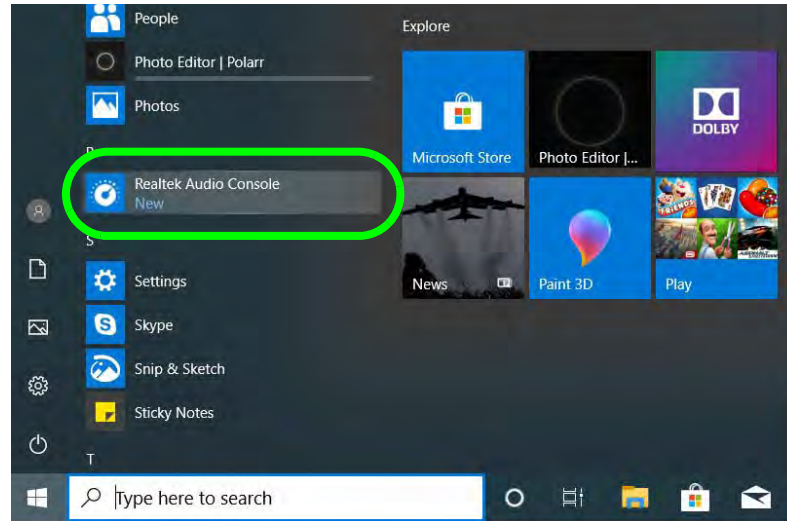 People
Photo Editor | Polarr
Photos
Realtek Audio Console
New
S
Settings
Skype
Snip & Sketch
Sticky Notes
T
Type here to search
Explore
Microsoft Store
Photo Editor |...
DOLBY
News
Paint 3D
FRIENDS
Play